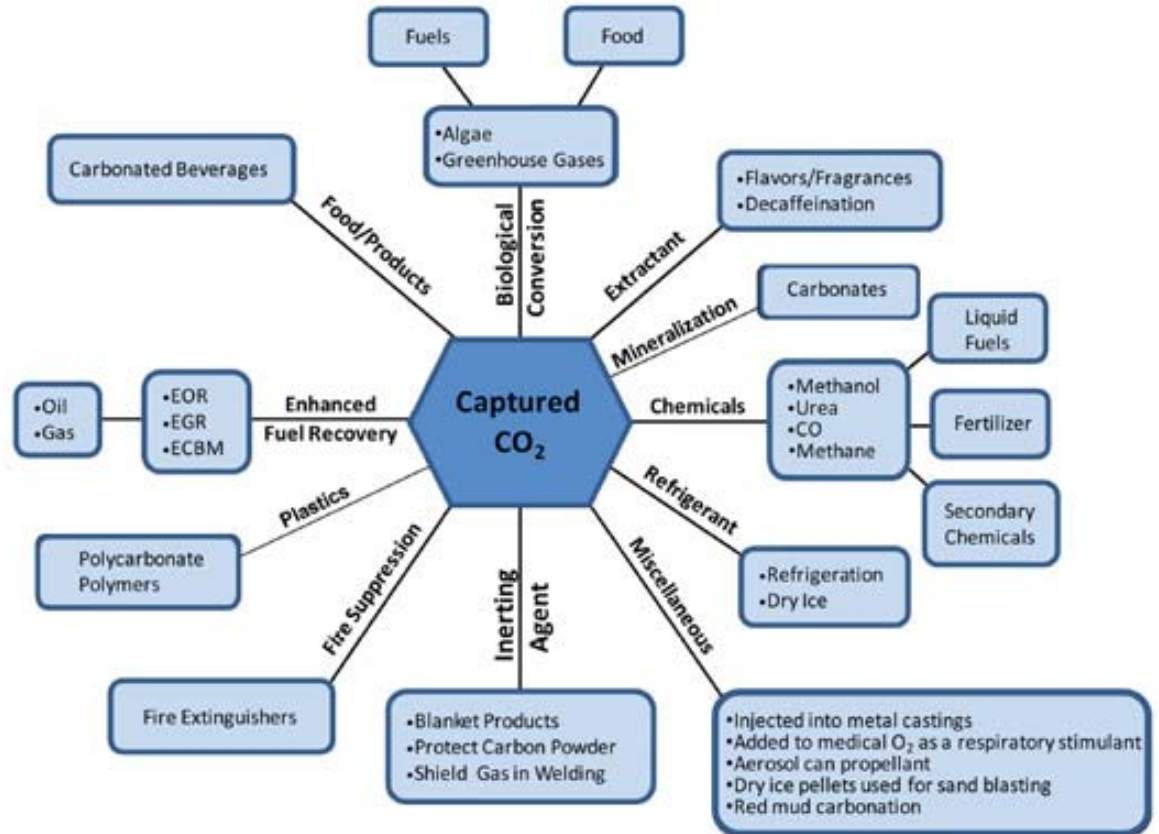 Fuels
Food
•Algae
•Greenhouse Gases
Carbonated Beverages
•Flavors/Fragrances
•Decaffeination
Food/Products
Biological
Conversion
Extractant
Mineralization
Carbonates
Liquid
Fuels
Captured
CO₂
Chemicals
•Methanol
•Urea
•CO
•Methane
Fertilizer
Secondary
Chemicals
•Oil
•Gas
•EOR
•EGR
•ECBM
Enhanced
Fuel Recovery
Plastics
Polycarbonate
Polymers
Refrigerant
•Refrigeration
•Dry Ice
Fire Suppression
Fire Extinguishers
Inerting
Agent
•Blanket Products
•Protect Carbon Powder
•Shield Gas in Welding
Miscellaneous
•Injected into metal castings
•Added to medical O₂ as a respiratory stimulant
•Aerosol can propellant
•Dry ice pellets used for sand blasting
•Red mud carbonation